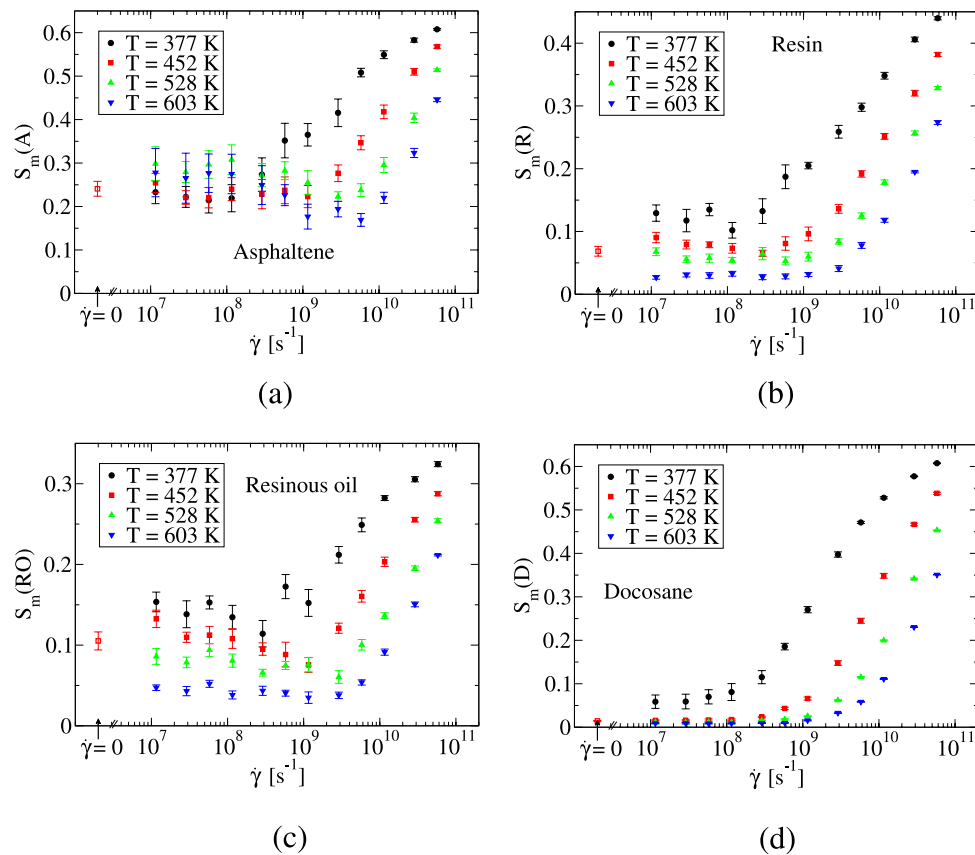 S_m(A)
0.6
0.5
0.4
0.3
0.2
0.1
0
T = 377 K
T = 452 K
T = 528 K
T = 603 K
Asphaltene
γ̇ = 0
10^7
10^8
10^9
10^10
10^11
γ̇ [s^-1]
(a)
S_m(R)
0.4
0.3
0.2
0.1
0
T = 377 K
T = 452 K
T = 528 K
T = 603 K
Resin
γ̇ = 0
10^7
10^8
10^9
10^10
10^11
γ̇ [s^-1]
(b)
S_m(RO)
0.3
0.2
0.1
0
T = 377 K
T = 452 K
T = 528 K
T = 603 K
Resinous oil
γ̇ = 0
10^7
10^8
10^9
10^10
10^11
γ̇ [s^-1]
(c)
S_m(D)
0.6
0.5
0.4
0.3
0.2
0.1
0
T = 377 K
T = 452 K
T = 528 K
T = 603 K
Docosane
γ̇ = 0
10^7
10^8
10^9
10^10
10^11
γ̇ [s^-1]
(d)